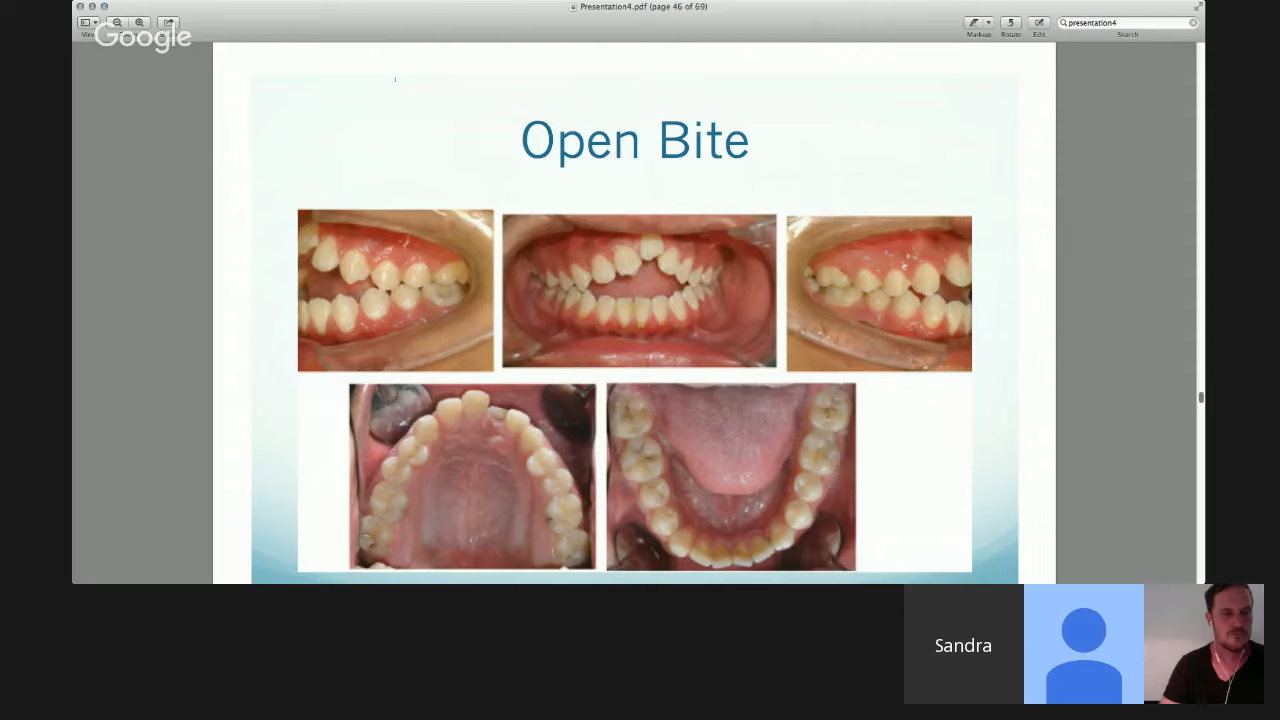 Presentation4.pdf (page 46 of 69)
presentation4
Markup
Rotate
Edit
Search
Google
Open Bite
Sandra